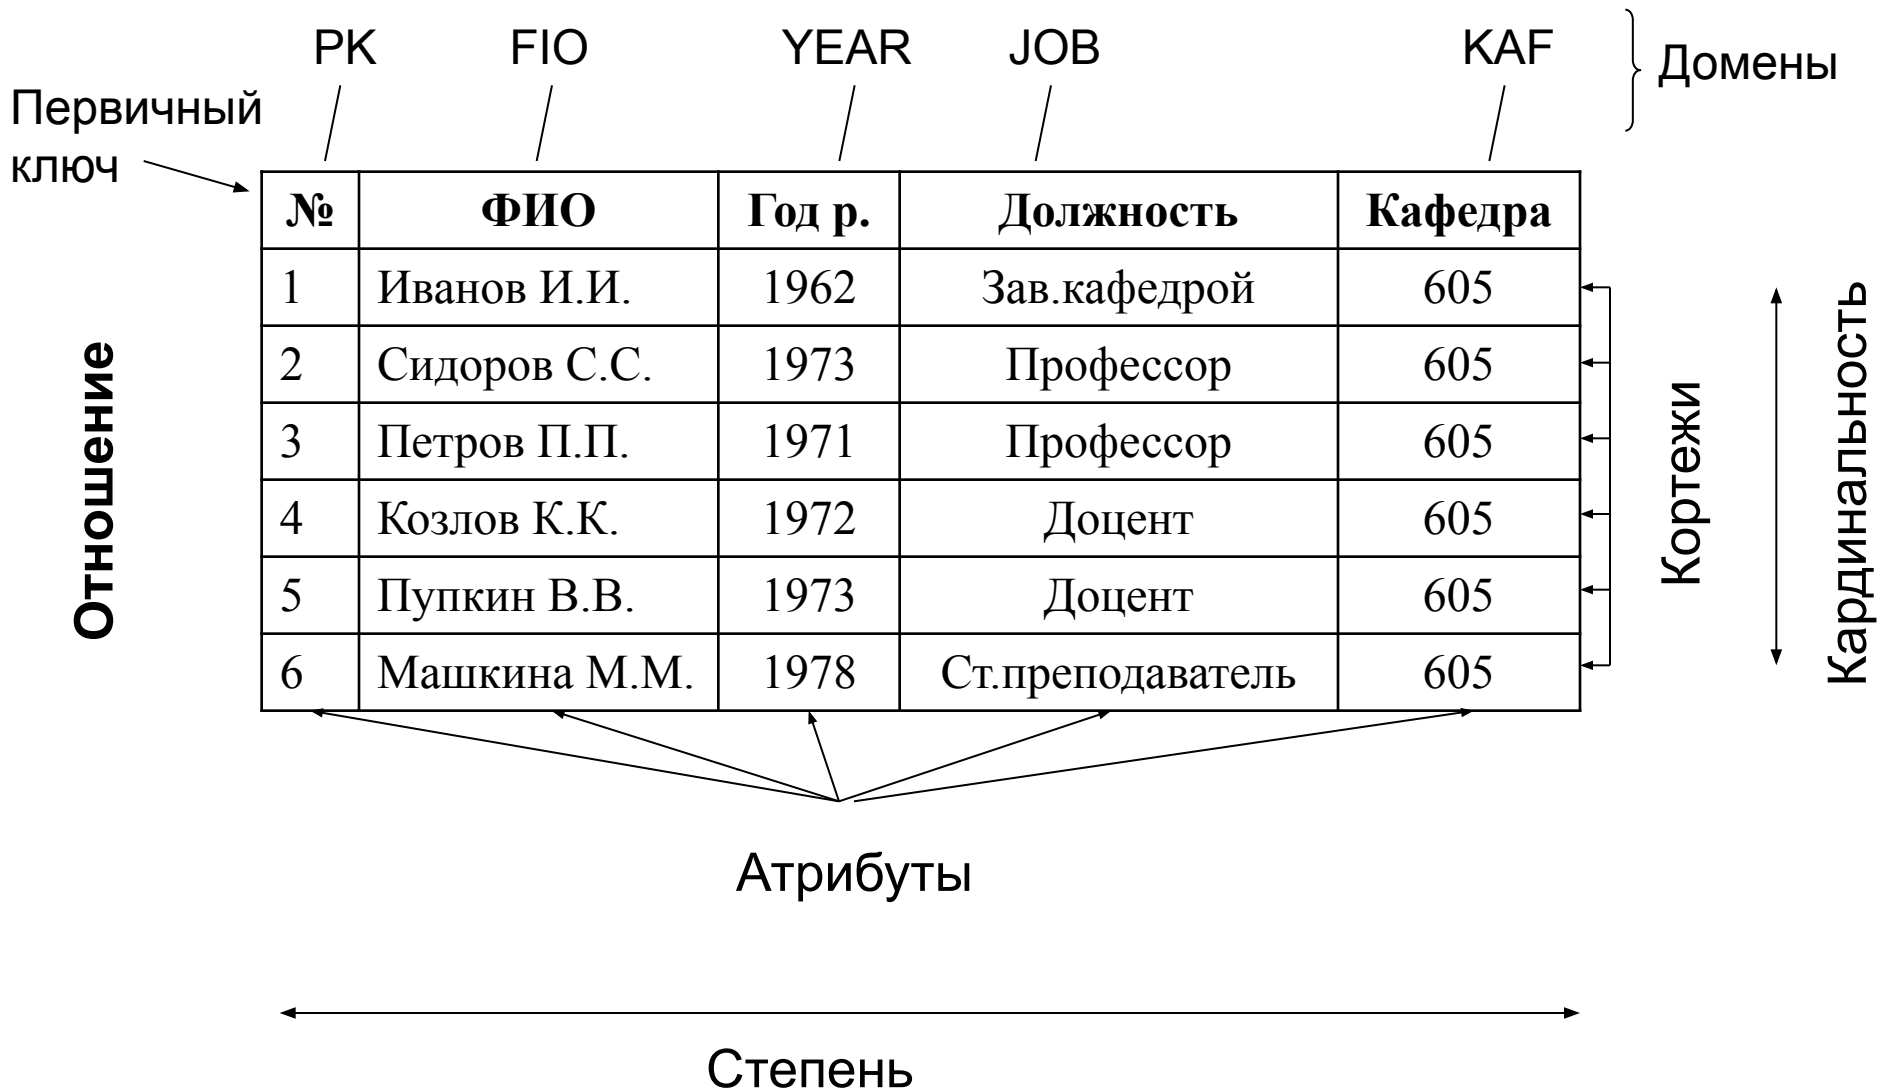 PK FIO YEAR JOB KAF Домены
Первичный
ключ
№ ФИО Год р. Должность Кафедра
1 Иванов И.И. 1962 Зав.кафедрой 605
2 Сидоров С.С. 1973 Профессор 605
3 Петров П.П. 1971 Профессор 605
4 Козлов К.К. 1972 Доцент 605
5 Пупкин В.В. 1973 Доцент 605
6 Машкина М.М. 1978 Ст.преподаватель 605
Отношение
Кортежи
Кардинальность
Атрибуты
Степень